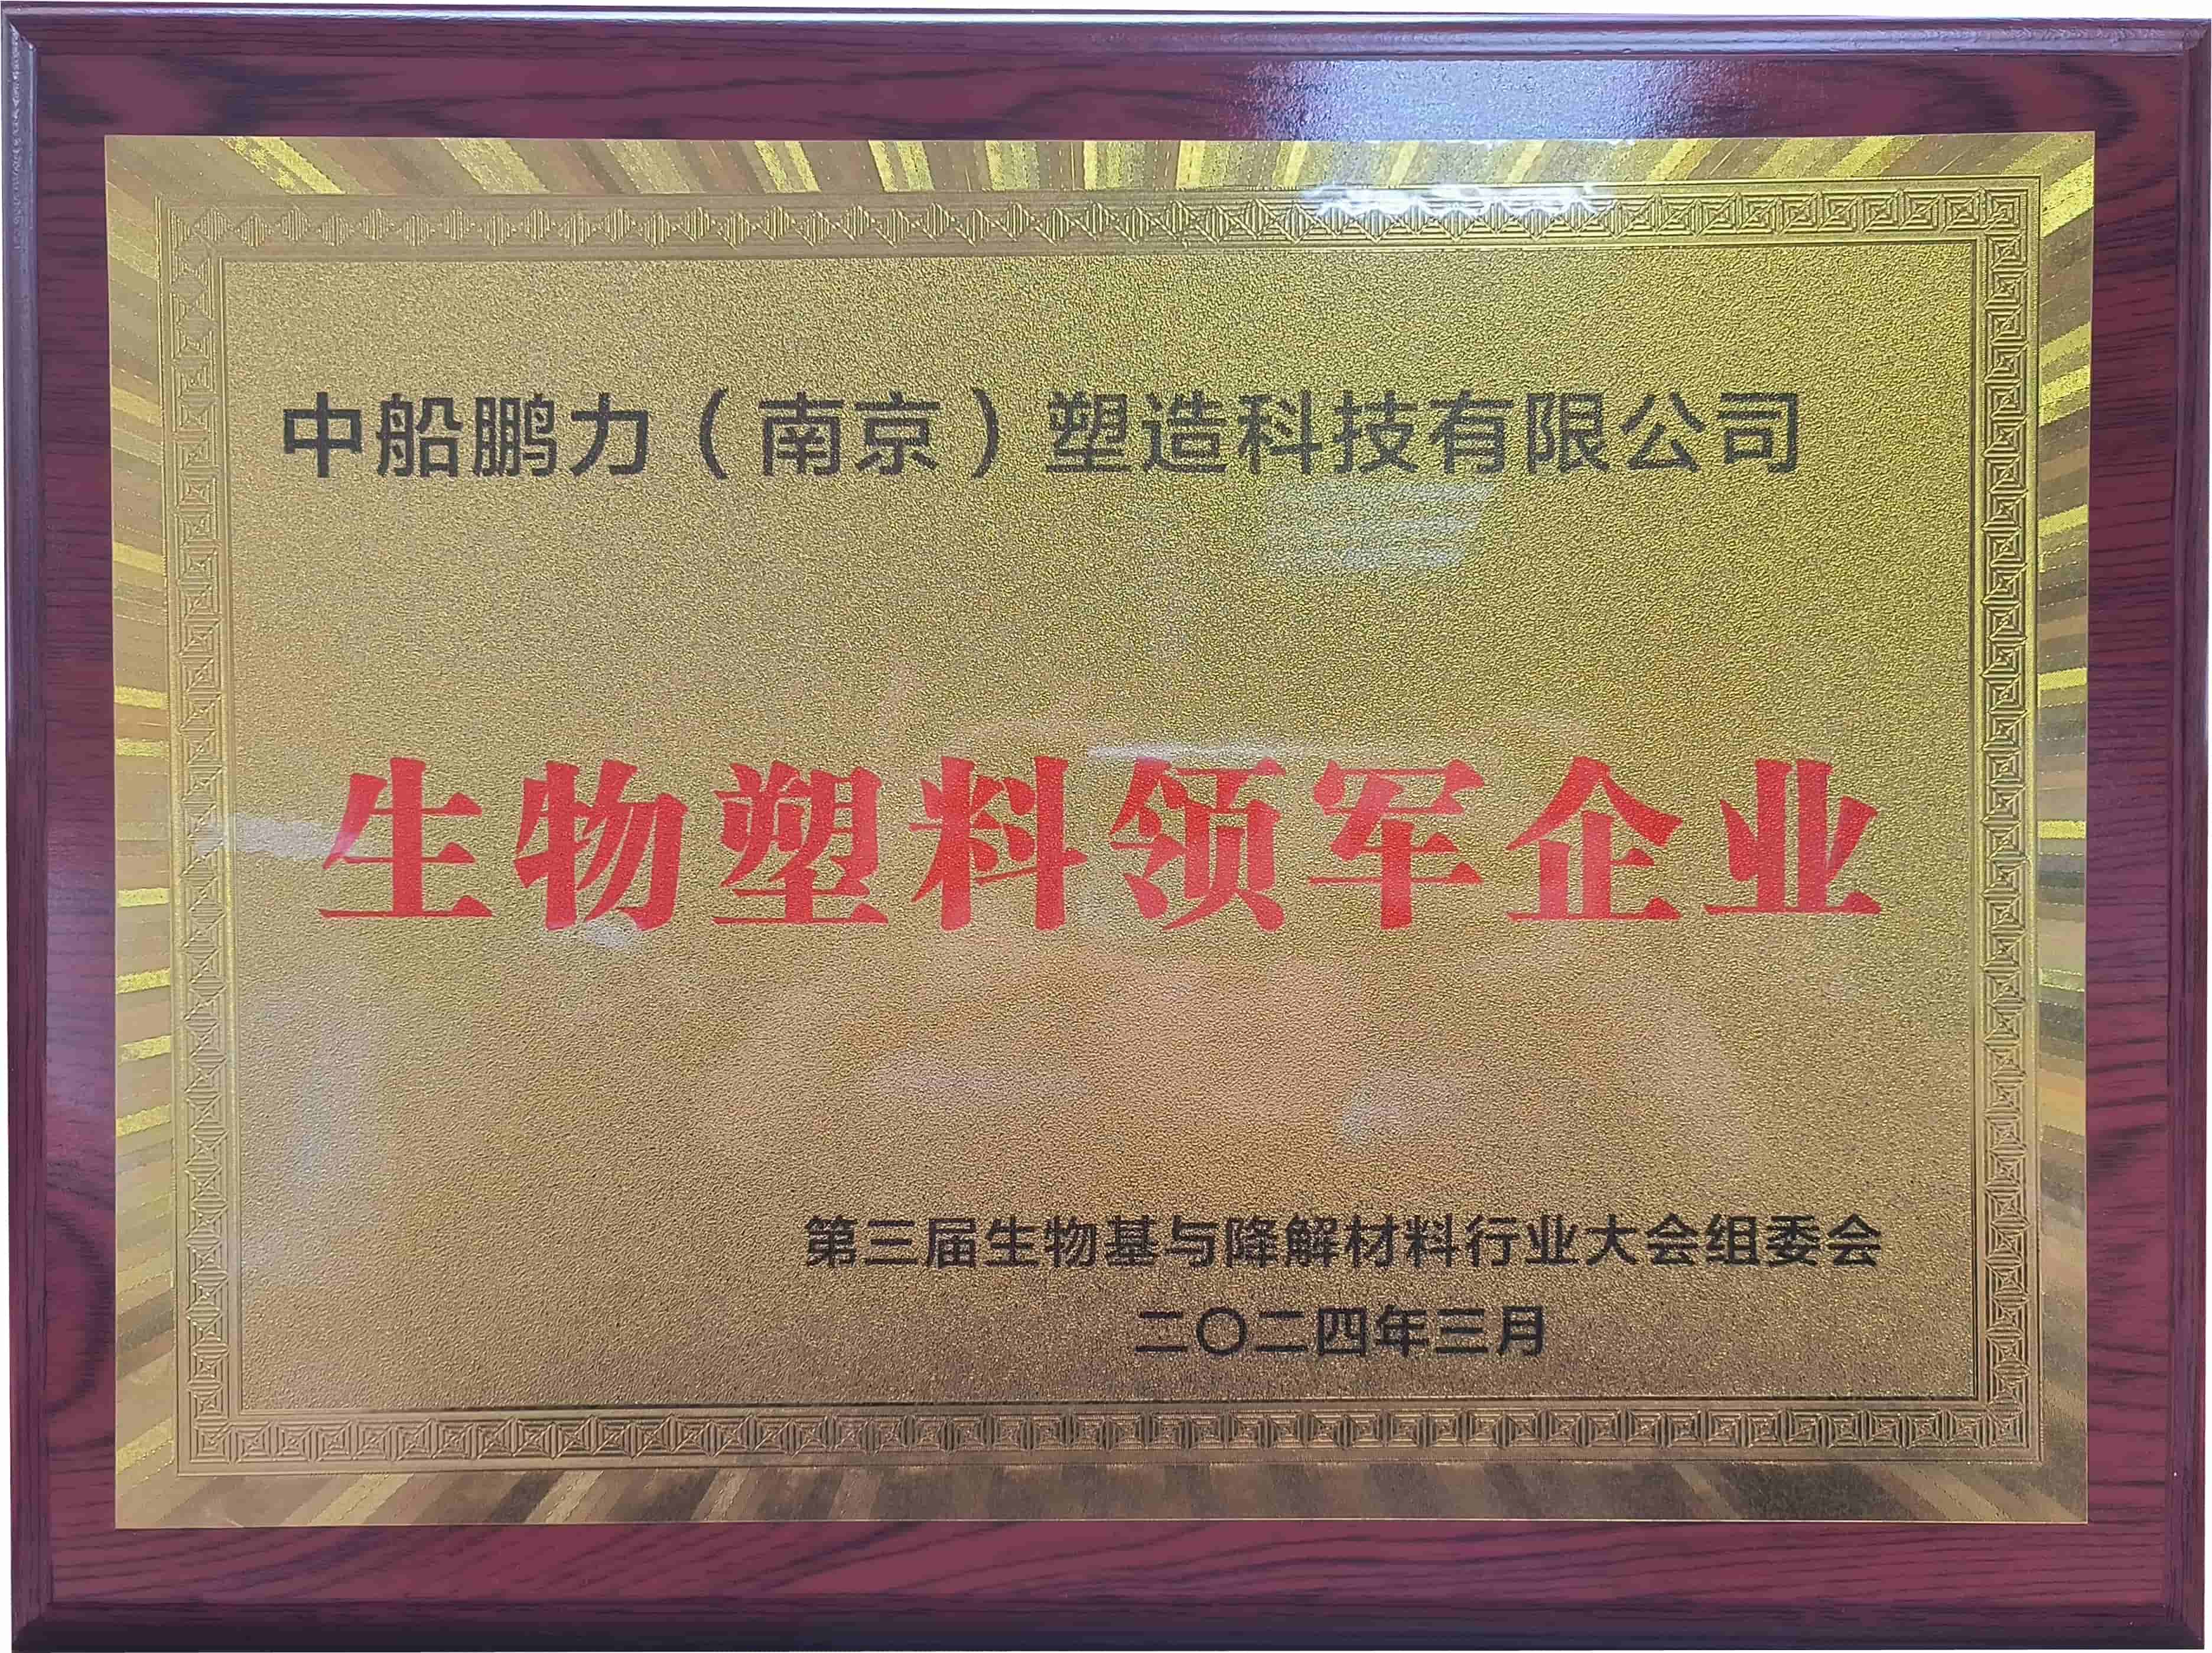 中船鹏力（南京）塑造科技有限公司
生物塑料领军企业
第三届生物基与降解材料行业大会组委会
二〇二四年三月